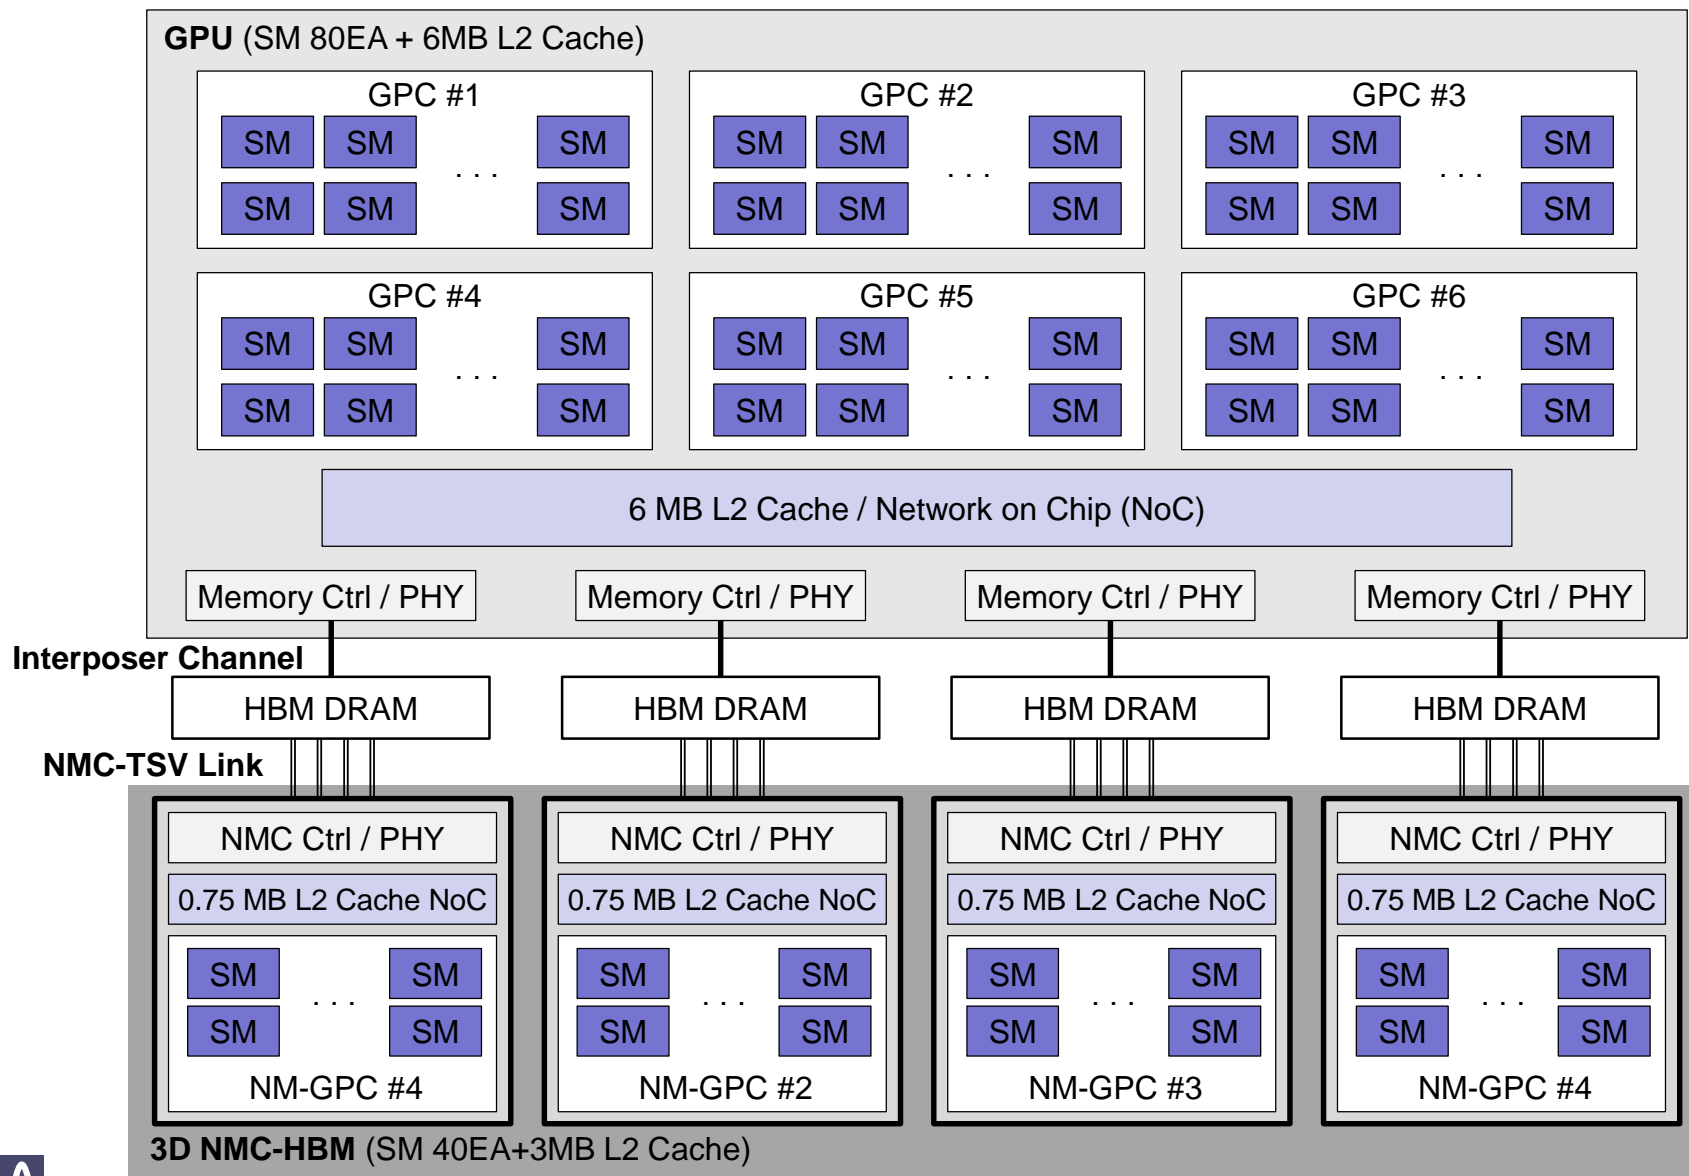 GPU (SM 80EA + 6MB L2 Cache)
GPC #1 GPC #2 GPC #3
SM SM SM SM SM SM SM SM SM
. . . . . . . . .
SM SM SM SM SM SM SM SM SM
GPC #4 GPC #5 GPC #6
SM SM SM SM SM SM SM SM SM
. . . . . . . . .
SM SM SM SM SM SM SM SM SM
6 MB L2 Cache / Network on Chip (NoC)
Memory Ctrl / PHY Memory Ctrl / PHY Memory Ctrl / PHY Memory Ctrl / PHY
Interposer Channel
HBM DRAM HBM DRAM HBM DRAM HBM DRAM
NMC-TSV Link
NMC Ctrl / PHY NMC Ctrl / PHY NMC Ctrl / PHY NMC Ctrl / PHY
0.75 MB L2 Cache NoC 0.75 MB L2 Cache NoC 0.75 MB L2 Cache NoC 0.75 MB L2 Cache NoC
SM SM SM SM SM SM SM SM
. . . . . . . . . . . .
SM SM SM SM SM SM SM SM
NM-GPC #4 NM-GPC #2 NM-GPC #3 NM-GPC #4
3D NMC-HBM (SM 40EA+3MB L2 Cache)